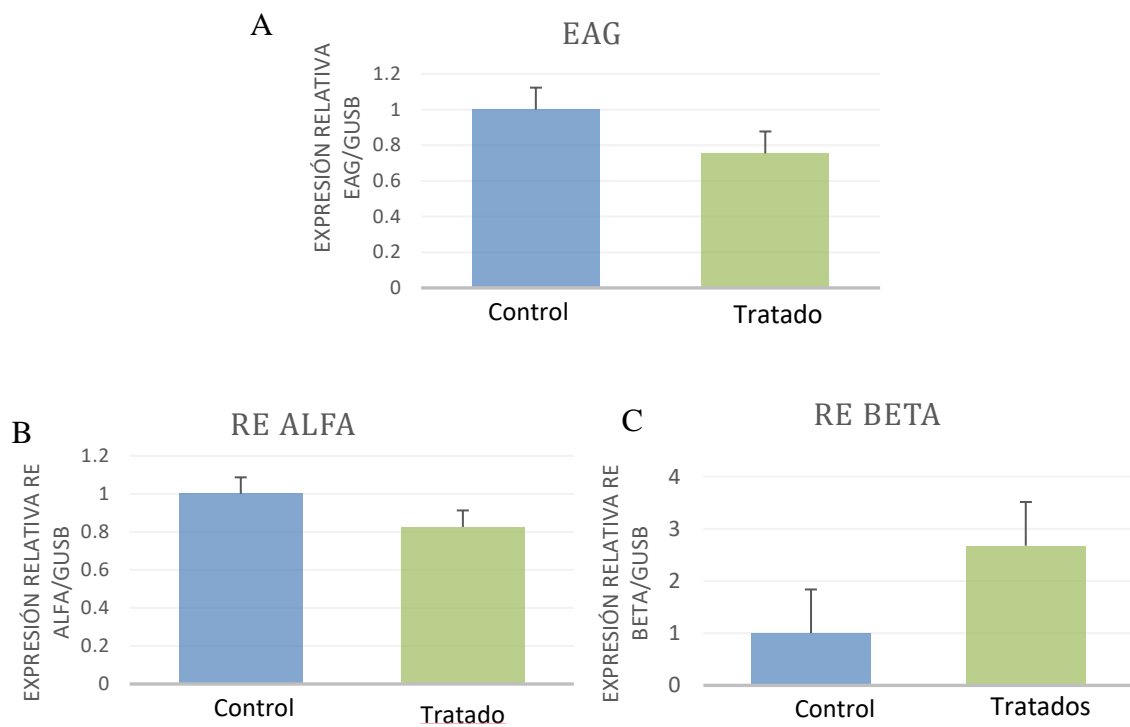 A
EAG
EXPRESIÓN RELATIVA
EAG/GUSB
1.2
1
0.8
0.6
0.4
0.2
0
Control
Tratado
B
RE ALFA
EXPRESIÓN RELATIVA RE
ALFA/GUSB
1.2
1
0.8
0.6
0.4
0.2
0
Control
Tratado
C
RE BETA
EXPRESIÓN RELATIVA RE
BETA/GUSB
4
3
2
1
0
Control
Tratados